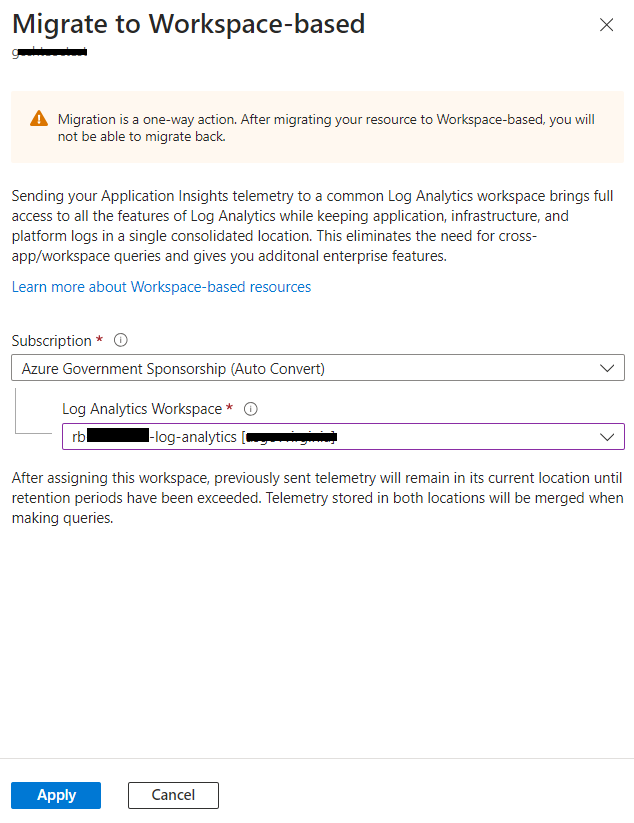 Migrate to Workspace-based
Migration is a one-way action. After migrating your resource to Workspace-based, you will
not be able to migrate back.
Sending your Application Insights telemetry to a common Log Analytics workspace brings full
access to all the features of Log Analytics while keeping application, infrastructure, and
platform logs in a single consolidated location. This eliminates the need for cross-
app/workspace queries and gives you additonal enterprise features.
Learn more about Workspace-based resources
Subscription *
Azure Government Sponsorship (Auto Convert)
Log Analytics Workspace *
rb -log-analytics [
After assigning this workspace, previously sent telemetry will remain in its current location until
retention periods have been exceeded. Telemetry stored in both locations will be merged when
making queries.
Apply Cancel